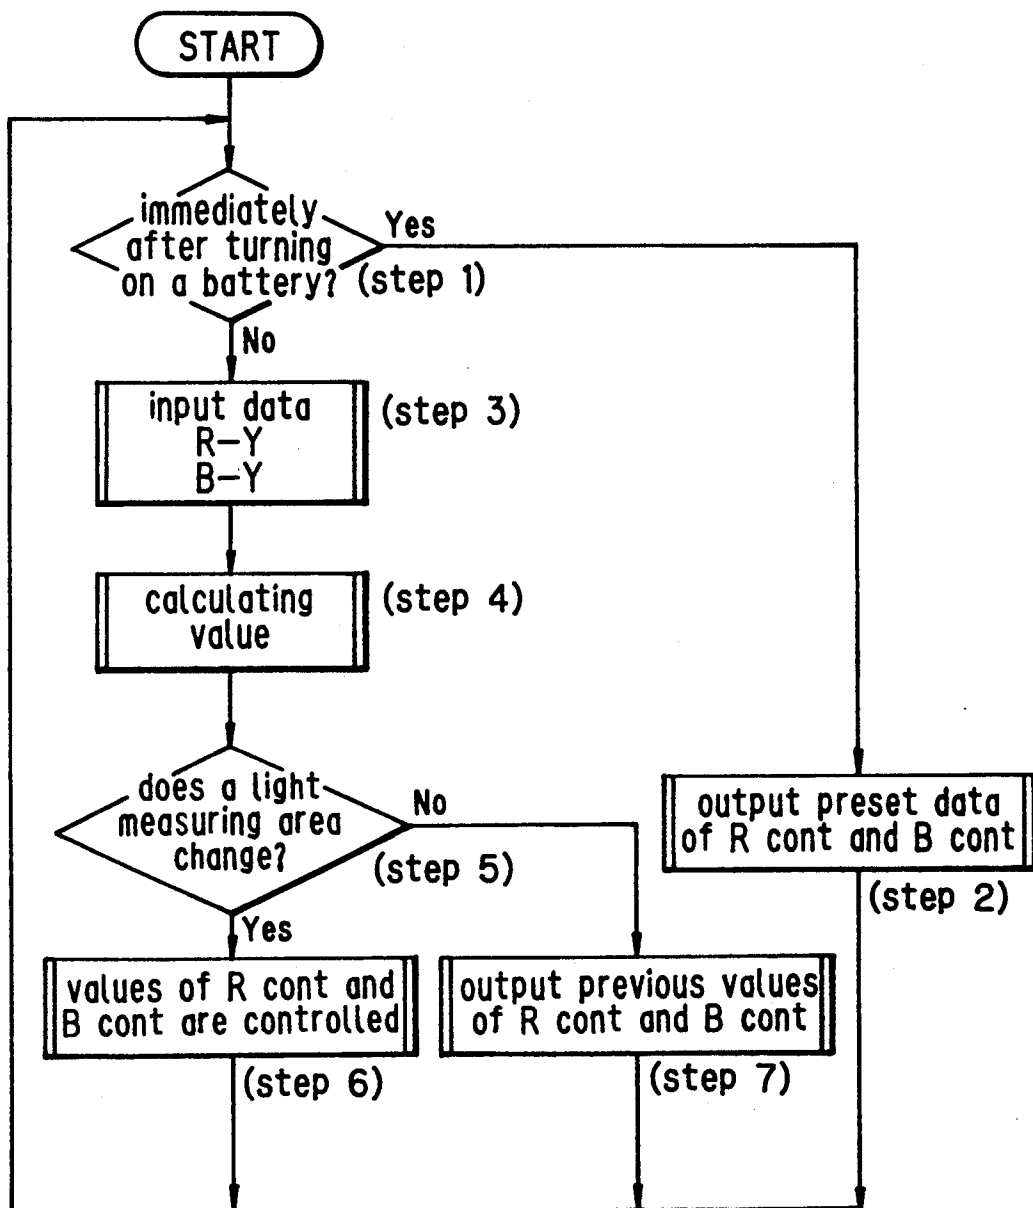 START
immediately
after turning
on a battery?
(step 1)
Yes
No
input data
R-Y
B-Y
(step 3)
calculating
value
(step 4)
does a light
measuring area
change?
(step 5)
No
Yes
output preset data
of R cont and B cont
(step 2)
values of R cont and
B cont are controlled
(step 6)
output previous values
of R cont and B cont
(step 7)